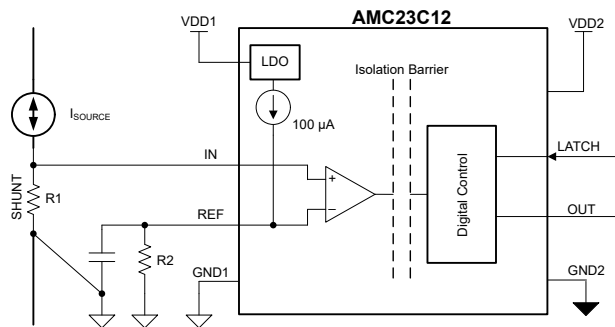 AMC23C12
VDD1
VDD2
LDO
Isolation Barrier
ISOURCE
100 μA
IN
LATCH
SHUNT
R1
+
–
Digital Control
REF
OUT
R2
GND1
GND2